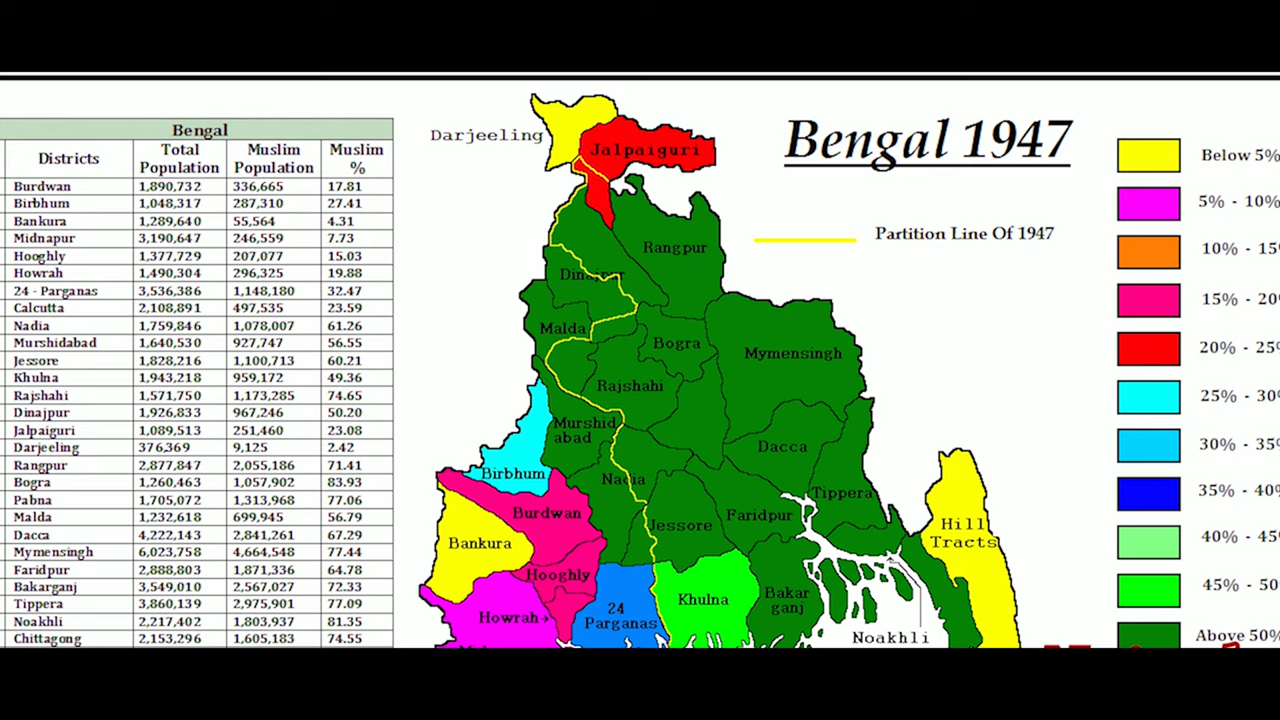 Bengal
Districts Total Population Muslim Population Muslim %
Burdwan 1,890,732 336,665 17.81
Birbhum 1,048,317 287,310 27.41
Bankura 1,289,640 55,564 4.31
Midnapur 3,190,647 246,559 7.73
Hooghly 1,377,729 207,077 15.03
Howrah 1,490,304 296,325 19.88
24 - Parganas 3,536,386 1,148,180 32.47
Calcutta 2,108,891 497,535 23.59
Nadia 1,759,846 1,078,007 61.26
Murshidabad 1,640,530 927,747 56.55
Jessore 1,828,216 1,100,713 60.21
Khulna 1,943,218 959,172 49.36
Rajshahi 1,571,750 1,173,285 74.65
Dinajpur 1,926,833 967,246 50.20
Jalpaiguri 1,089,513 251,460 23.08
Darjeeling 376,369 9,125 2.42
Rangpur 2,877,847 2,055,186 71.41
Bogra 1,260,463 1,057,902 83.93
Pabna 1,705,072 1,313,968 77.06
Malda 1,232,618 699,945 56.79
Dacca 4,222,143 2,841,261 67.29
Mymensingh 6,023,758 4,664,548 77.44
Faridpur 2,888,803 1,871,336 64.78
Bakarganj 3,549,010 2,567,027 72.33
Tippera 3,860,139 2,975,901 77.09
Noakhali 2,217,402 1,803,937 81.35
Chittagong 2,153,296 1,605,183 74.55
Bengal 1947
Partition Line Of 1947
Darjeeling
Jalpaiguri
Rangpur
Dinajpur
Malda
Bogra
Mymensingh
Rajshahi
Murshid
abad
Dacca
Birbhum
Nadia
Tippera
Burdwan
Jessore
Faridpur
Hill
Tracts
Bankura
Hooghly
Khulna
Bakar
ganj
24
Parganas
Howrah
Noakhli
Below 5%
5% - 10%
10% - 15%
15% - 20%
20% - 25%
25% - 30%
30% - 35%
35% - 40%
40% - 45%
45% - 50
Above 50%